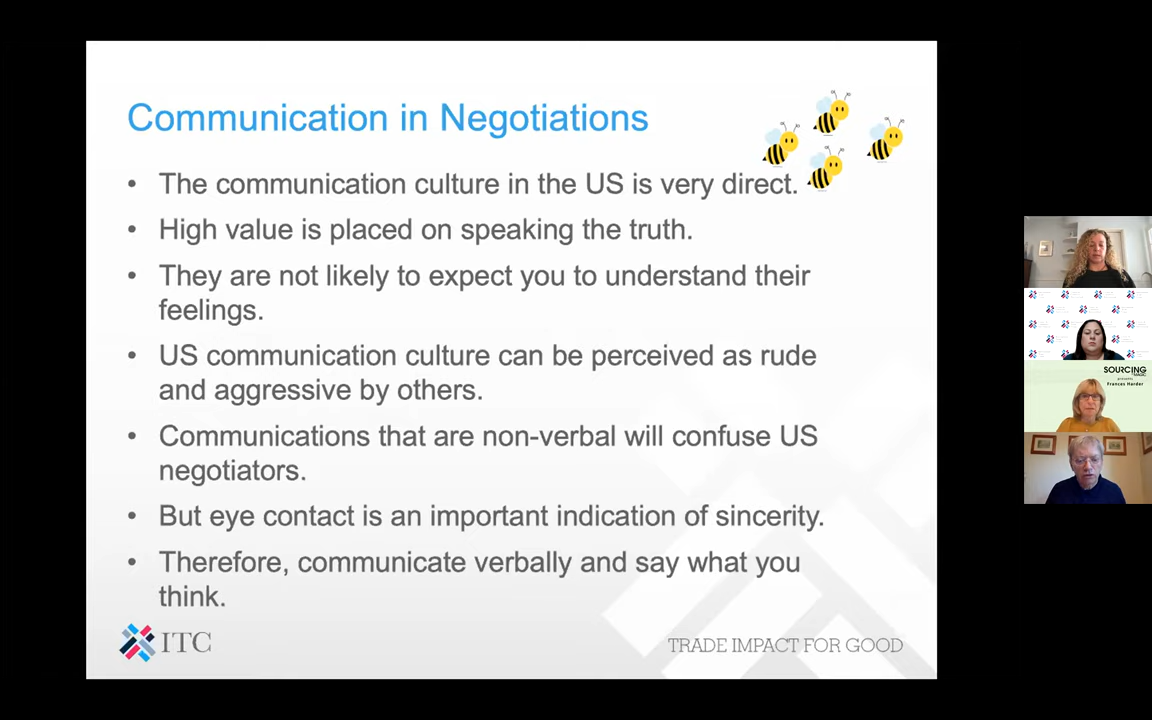 Communication in Negotiations
• The communication culture in the US is very direct.
• High value is placed on speaking the truth.
• They are not likely to expect you to understand their
feelings.
• US communication culture can be perceived as rude
and aggressive by others.
• Communications that are non-verbal will confuse US
negotiators.
• But eye contact is an important indication of sincerity.
• Therefore, communicate verbally and say what you
think.
ITC
TRADE IMPACT FOR GOOD
SOURCING
MAGIC
Frances Harder